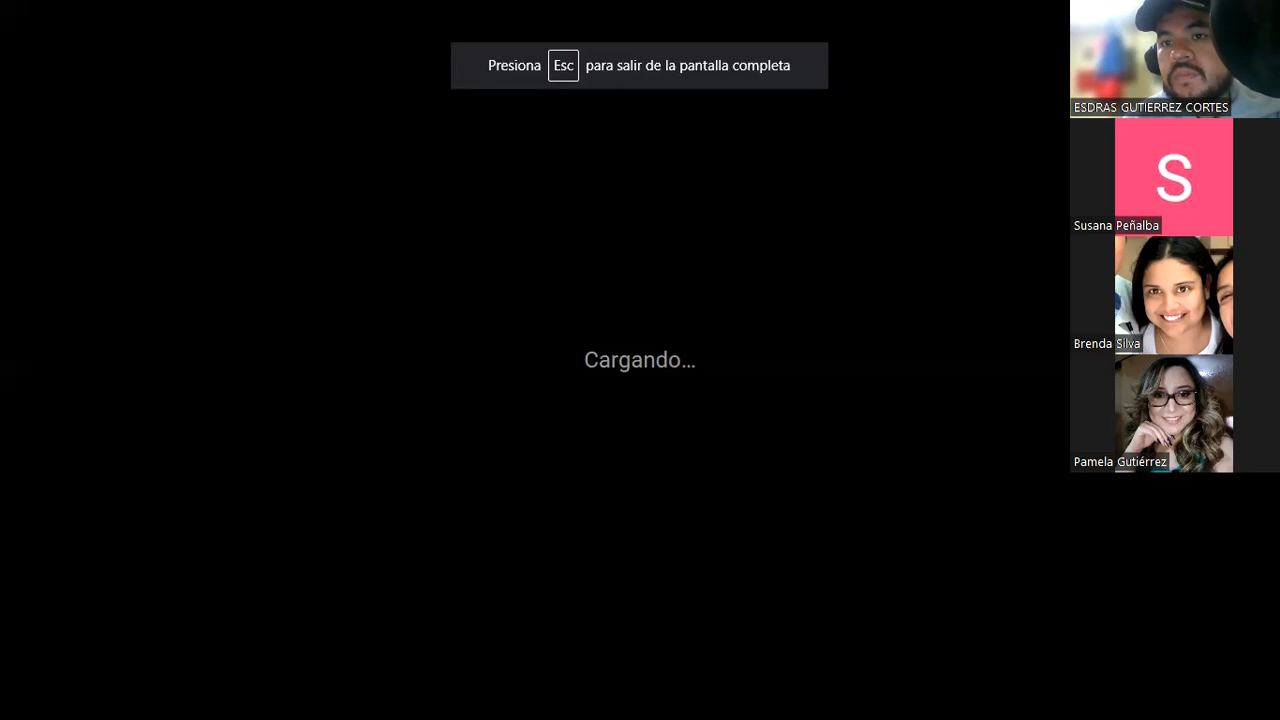 Presiona Esc para salir de la pantalla completa
ESDRAS GUTIERREZ CORTES
S
Susana Peñalba
Brenda Silva
Cargando...
Pamela Gutiérrez